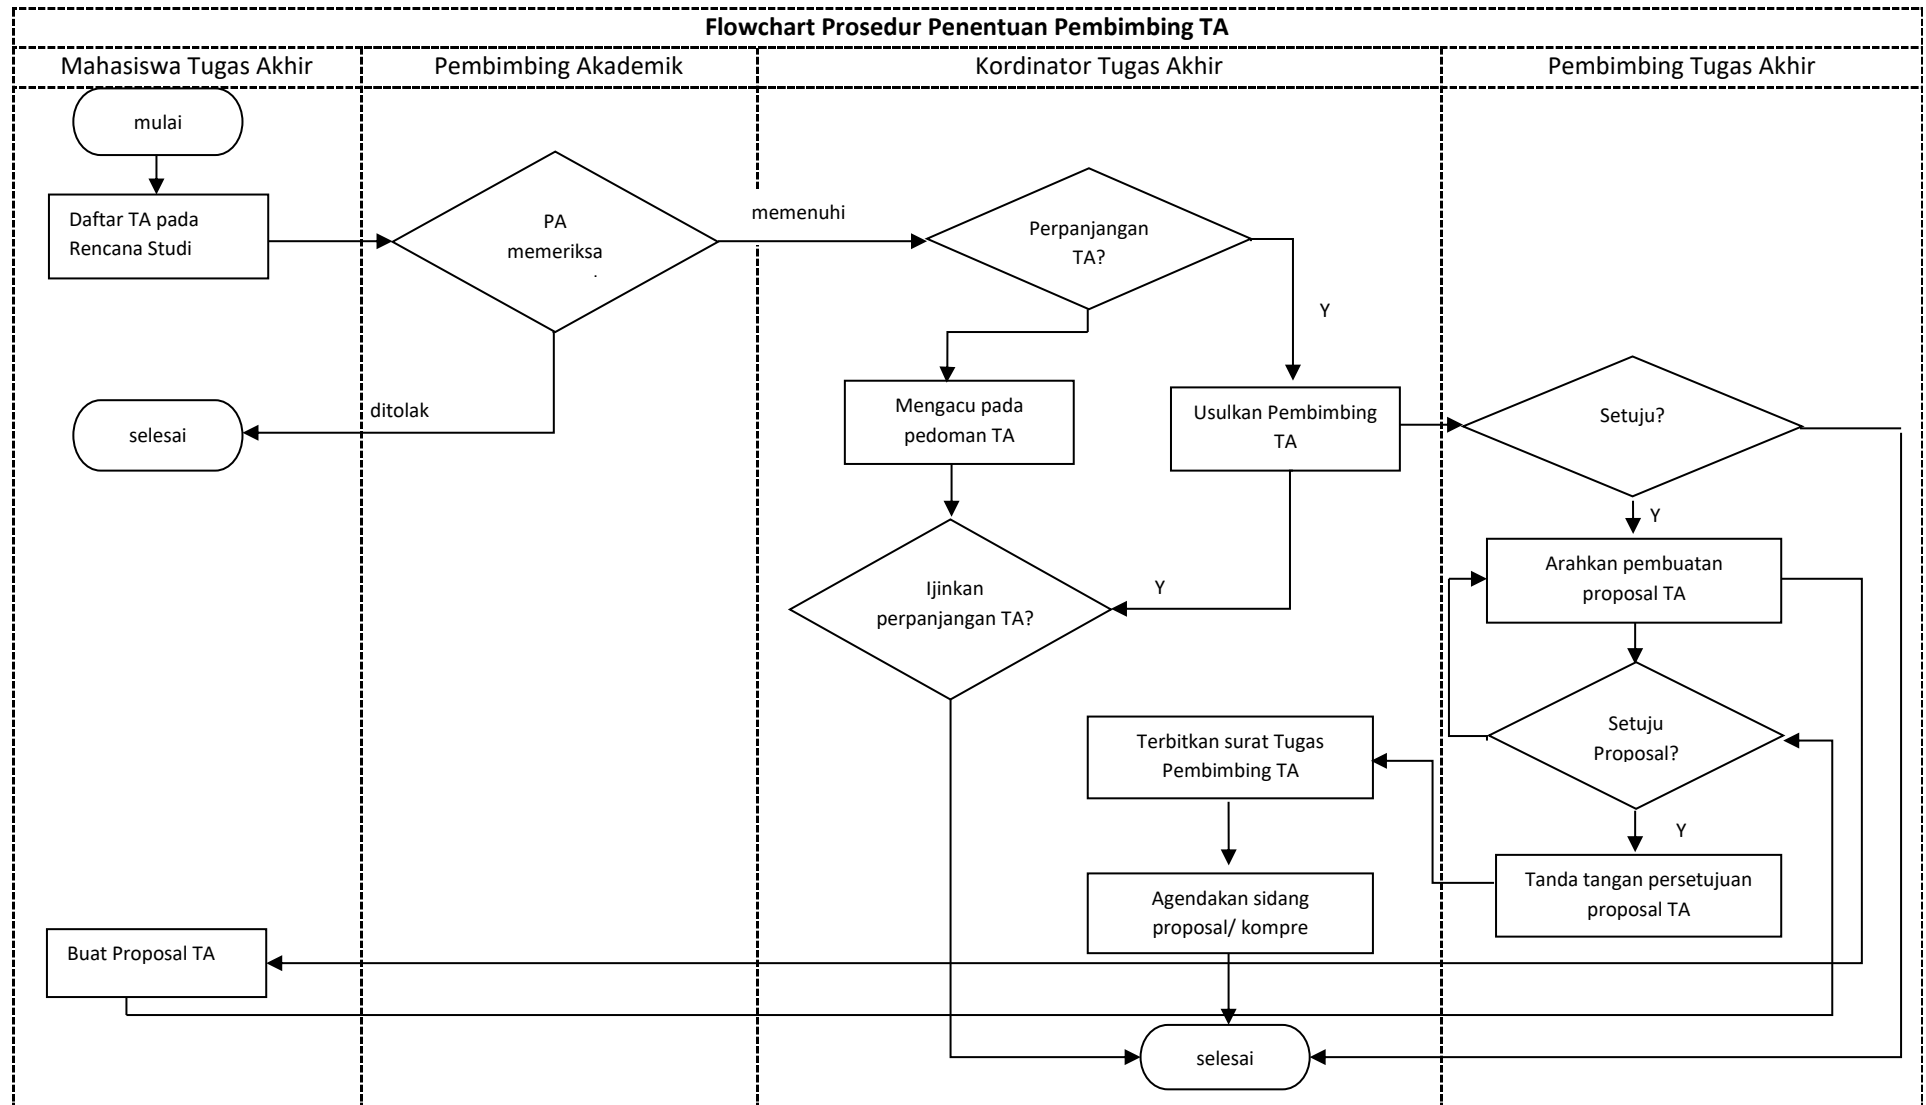 Flowchart Prosedur Penentuan Pembimbing TA
Mahasiswa Tugas Akhir
Pembimbing Akademik
Kordinator Tugas Akhir
Pembimbing Tugas Akhir
mulai
Daftar TA pada
Rencana Studi
PA
memeriksa
memenuhi
ditolak
selesai
Perpanjangan
TA?
Y
Mengacu pada
pedoman TA
Usulkan Pembimbing
TA
Setuju?
Y
Ijinkan
perpanjangan TA?
Y
Arahkan pembuatan
proposal TA
Setuju
Proposal?
Y
Terbitkan surat Tugas
Pembimbing TA
Tanda tangan persetujuan
proposal TA
Agendakan sidang
proposal/ kompre
Buat Proposal TA
selesai